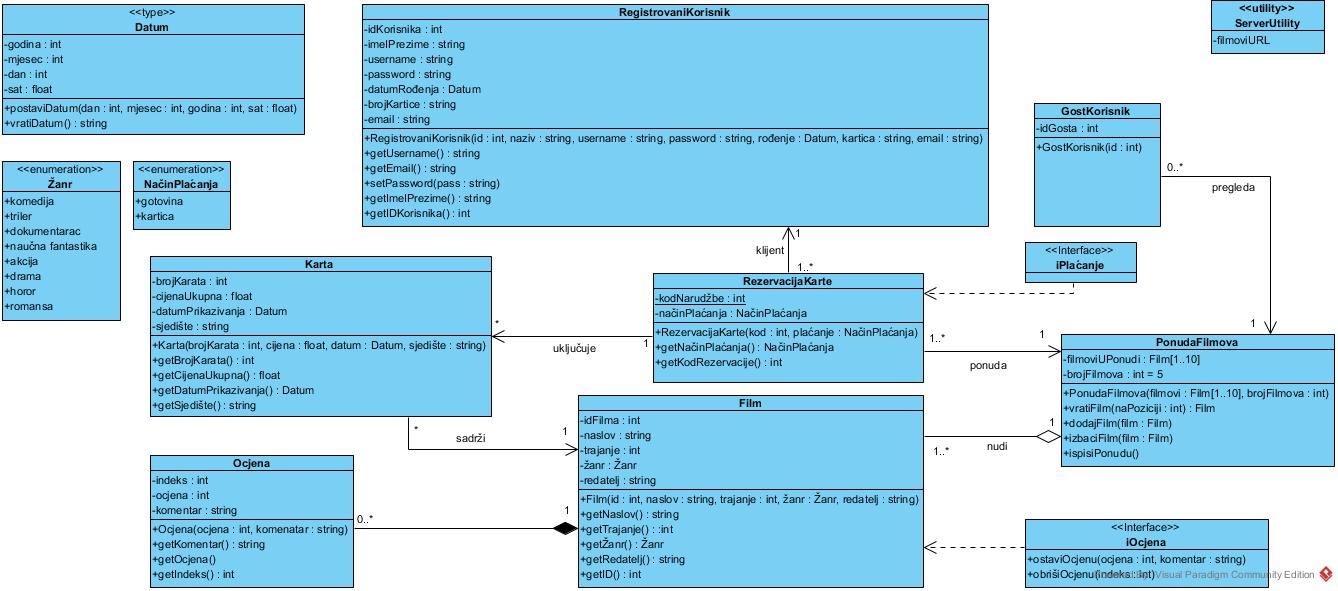 <<type>>
Datum
-godina : int
-mjesec : int
-dan : int
-sat : float
+postaviDatum(dan : int, mjesec : int, godina : int, sat : float)
+vratiDatum() : string
<<enumeration>>
Žanr
+komedija
+triler
+dokumentarac
+naučna fantastika
+akcija
+drama
+horor
+romansa
<<enumeration>>
NačinPlaćanja
+gotovina
+kartica
RegistrovaniKorisnik
-idKorisnika : int
-imeIPrezime : string
-username : string
-password : string
-datumRođenja : Datum
-brojKartice : string
-email : string
+RegistrovaniKorisnik(id : int, naziv : string, username : string, password : string, rođenje : Datum, kartica : string, email : string)
+getUsername() : string
+getEmail() : string
+setPassword(pass : string)
+getImeIPrezime() : string
+getIDKorisnika() : int
<<utility>>
ServerUtility
-filmoviURL
GostKorisnik
-idGosta : int
+GostKorisnik(id : int)
0..*
pregleda
1
1
klijent
1..*
<<Interface>>
iPlaćanje
Karta
-brojKarata : int
-cijenaUkupna : float
-datumPrikazivanja : Datum
-sjedište : string
+Karta(brojKarata : int, cijena : float, datum : Datum, sjedište : string)
+getBrojKarata() : int
+getCijenaUkupna() : float
+getDatumPrikazivanja() : Datum
+getSjedište() : string
*
uključuje
1
RezervacijaKarte
-kodNarudžbe : int
-načinPlaćanja : NačinPlaćanja
+RezervacijaKarte(kod : int, plaćanje : NačinPlaćanja)
+getNačinPlaćanja() : NačinPlaćanja
+getKodRezervacije() : int
1..*
ponuda
1
PonudaFilmova
-filmoviUPonudi : Film[1..10]
-brojFilmova : int = 5
+PonudaFilmova(filmovi : Film[1..10], brojFilmova : int)
+vratiFilm(naPoziciji : int) : Film
+dodajFilm(film : Film)
+izbaciFilm(film : Film)
+ispisiPonudu()
*
sadrži
1
Film
-idFilma : int
-naslov : string
-trajanje : int
-žanr : Žanr
-redatelj : string
+Film(id : int, naslov : string, trajanje : int, žanr : Žanr, redatelj : string)
+getNaslov() : string
+getTrajanje() : :int
+getŽanr() : Žanr
+getRedatelj() : string
+getID() : int
1..*
nudi
1
Ocjena
-indeks : int
-ocjena : int
-komentar : string
+Ocjena(ocjena : int, komenatar : string)
+getKomentar() : string
+getOcjena()
+getIndeks() : int
0..*
1
<<Interface>>
iOcjena
+ostaviOcjenu(ocjena : int, komentar : string)
+obrišiOcjenu(indeks : int)
Visual Paradigm Community Edition